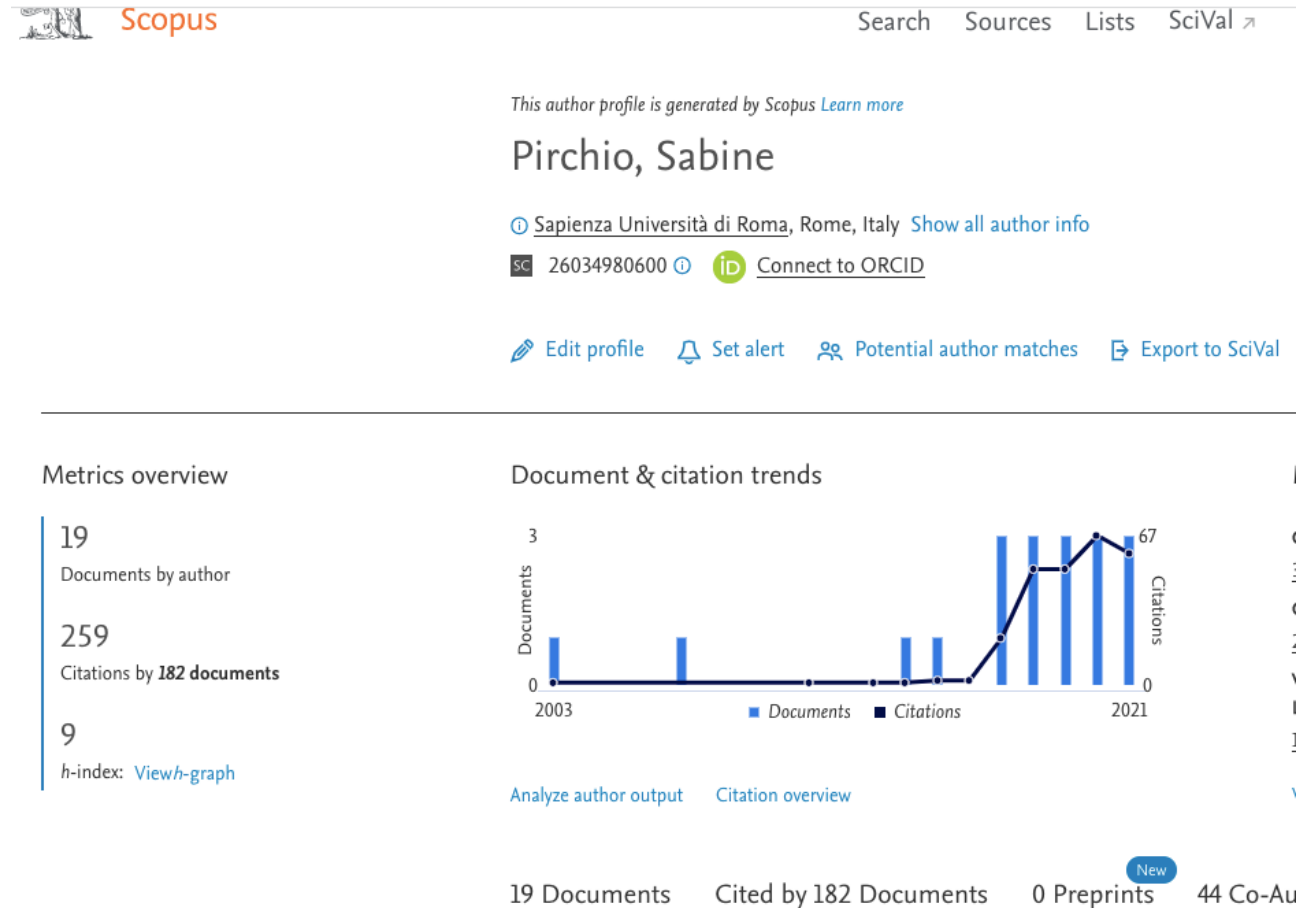 Scopus
Search Sources Lists SciVal
This author profile is generated by Scopus Learn more
Pirchio, Sabine
Sapienza Università di Roma, Rome, Italy Show all author info
SC 26034980600 iD Connect to ORCID
Edit profile Set alert Potential author matches Export to SciVal
Metrics overview
19
Documents by author
259
Citations by 182 documents
9
h-index: View h-graph
Document & citation trends
3
67
Documents
Citations
0
0
2003
2021
Documents Citations
Analyze author output Citation overview
New
19 Documents Cited by 182 Documents 0 Preprints 44 Co-Au